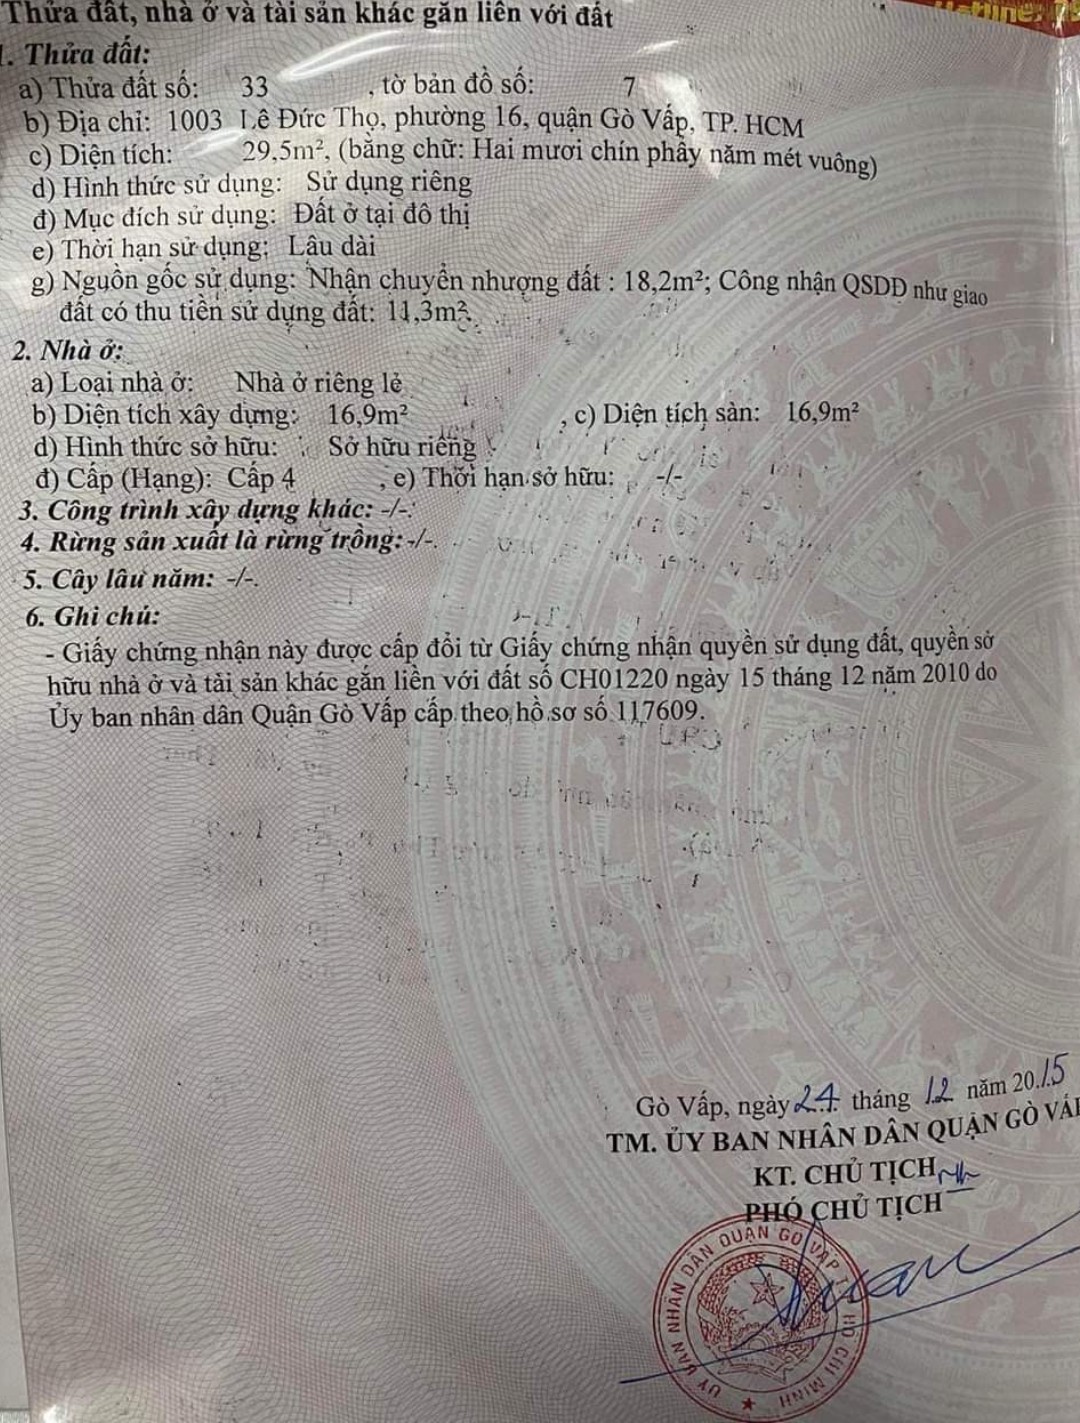 Thửa đất, nhà ở và tài sản khác gắn liền với đất
1. Thửa đất:
a) Thửa đất số: 33 , tờ bản đồ số: 7
b) Địa chỉ: 1003 Lê Đức Thọ, phường 16, quận Gò Vấp, TP. HCM
c) Diện tích: 29,5m², (bằng chữ: Hai mươi chín phẩy năm mét vuông)
d) Hình thức sử dụng: Sử dụng riêng
đ) Mục đích sử dụng: Đất ở tại đô thị
e) Thời hạn sử dụng: Lâu dài
g) Nguồn gốc sử dụng: Nhận chuyển nhượng đất : 18,2m²; Công nhận QSDĐ như giao
đất có thu tiền sử dụng đất: 11,3m².
2. Nhà ở:
a) Loại nhà ở: Nhà ở riêng lẻ
b) Diện tích xây dựng: 16,9m² , c) Diện tích sàn: 16,9m²
d) Hình thức sở hữu: Sở hữu riêng
đ) Cấp (Hạng): Cấp 4 , e) Thời hạn sở hữu: -/-
3. Công trình xây dựng khác: -/-.
4. Rừng sản xuất là rừng trồng: -/-.
5. Cây lâu năm: -/-.
6. Ghi chú:
- Giấy chứng nhận này được cấp đổi từ Giấy chứng nhận quyền sử dụng đất, quyền sở
hữu nhà ở và tài sản khác gắn liền với đất số CH01220 ngày 15 tháng 12 năm 2010 do
Ủy ban nhân dân Quận Gò Vấp cấp theo hồ sơ số 117609.
Gò Vấp, ngày 24 tháng 12 năm 2015
TM. ỦY BAN NHÂN DÂN QUẬN GÒ VẤP
KT. CHỦ TỊCH
PHÓ CHỦ TỊCH
ỦY BAN NHÂN DÂN QUẬN GÒ VẤP T. HỒ CHÍ MINH